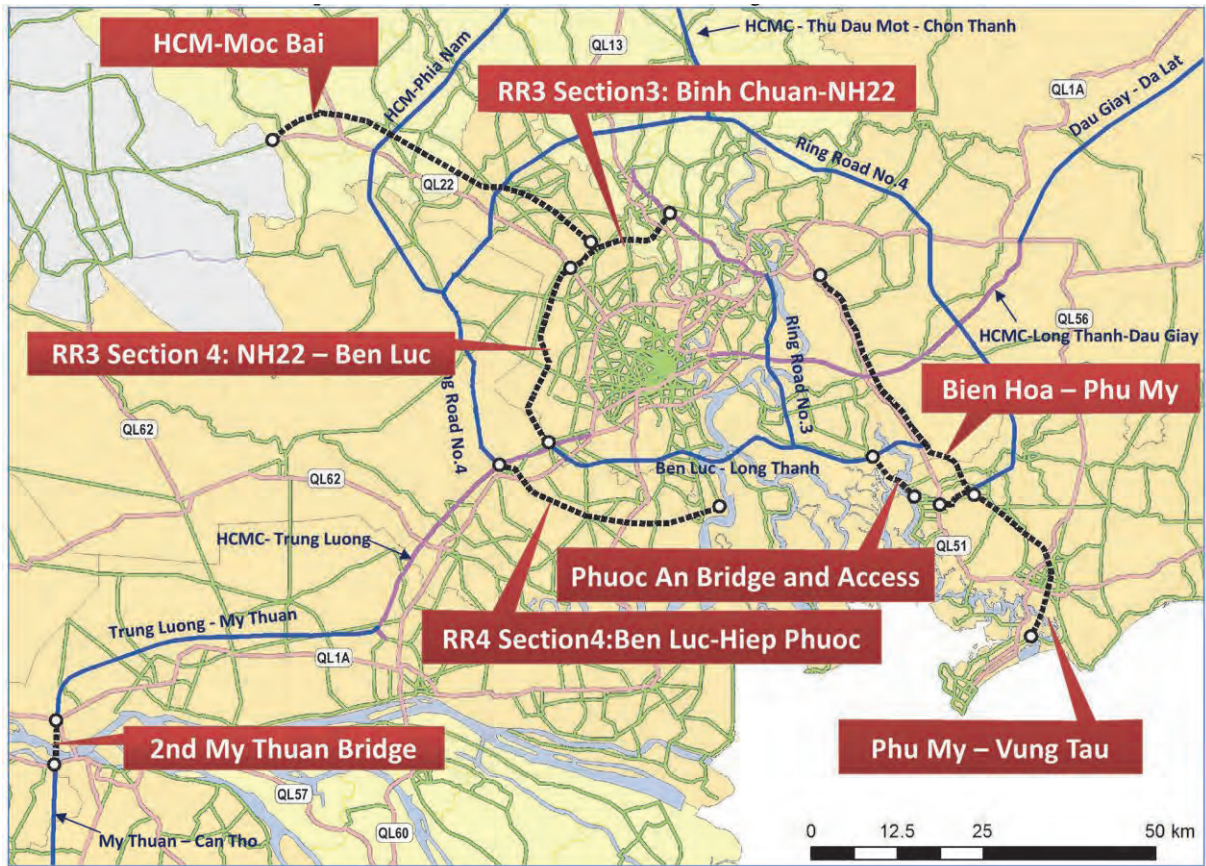 HCM-Moc Bai
QL13
HCMC - Thu Dau Mot - Chon Thanh
HCM-Phia Nam
RR3 Section3: Binh Chuan-NH22
QL1A
Dau Giay - Da Lat
Ring Road No.4
QL22
QL56
HCMC-Long Thanh-Dau Giay
RR3 Section 4: NH22 – Ben Luc
Ring Road No.3
Bien Hoa – Phu My
Road No.4
QL62
Ben Luc - Long Thanh
QL62
HCMC- Trung Luong
QL51
Phuoc An Bridge and Access
Trung Luong - My Thuan
RR4 Section4:Ben Luc-Hiep Phuoc
QL1A
2nd My Thuan Bridge
Phu My – Vung Tau
QL57
QL60
My Thuan – Can Tho
0 12.5 25 50 km